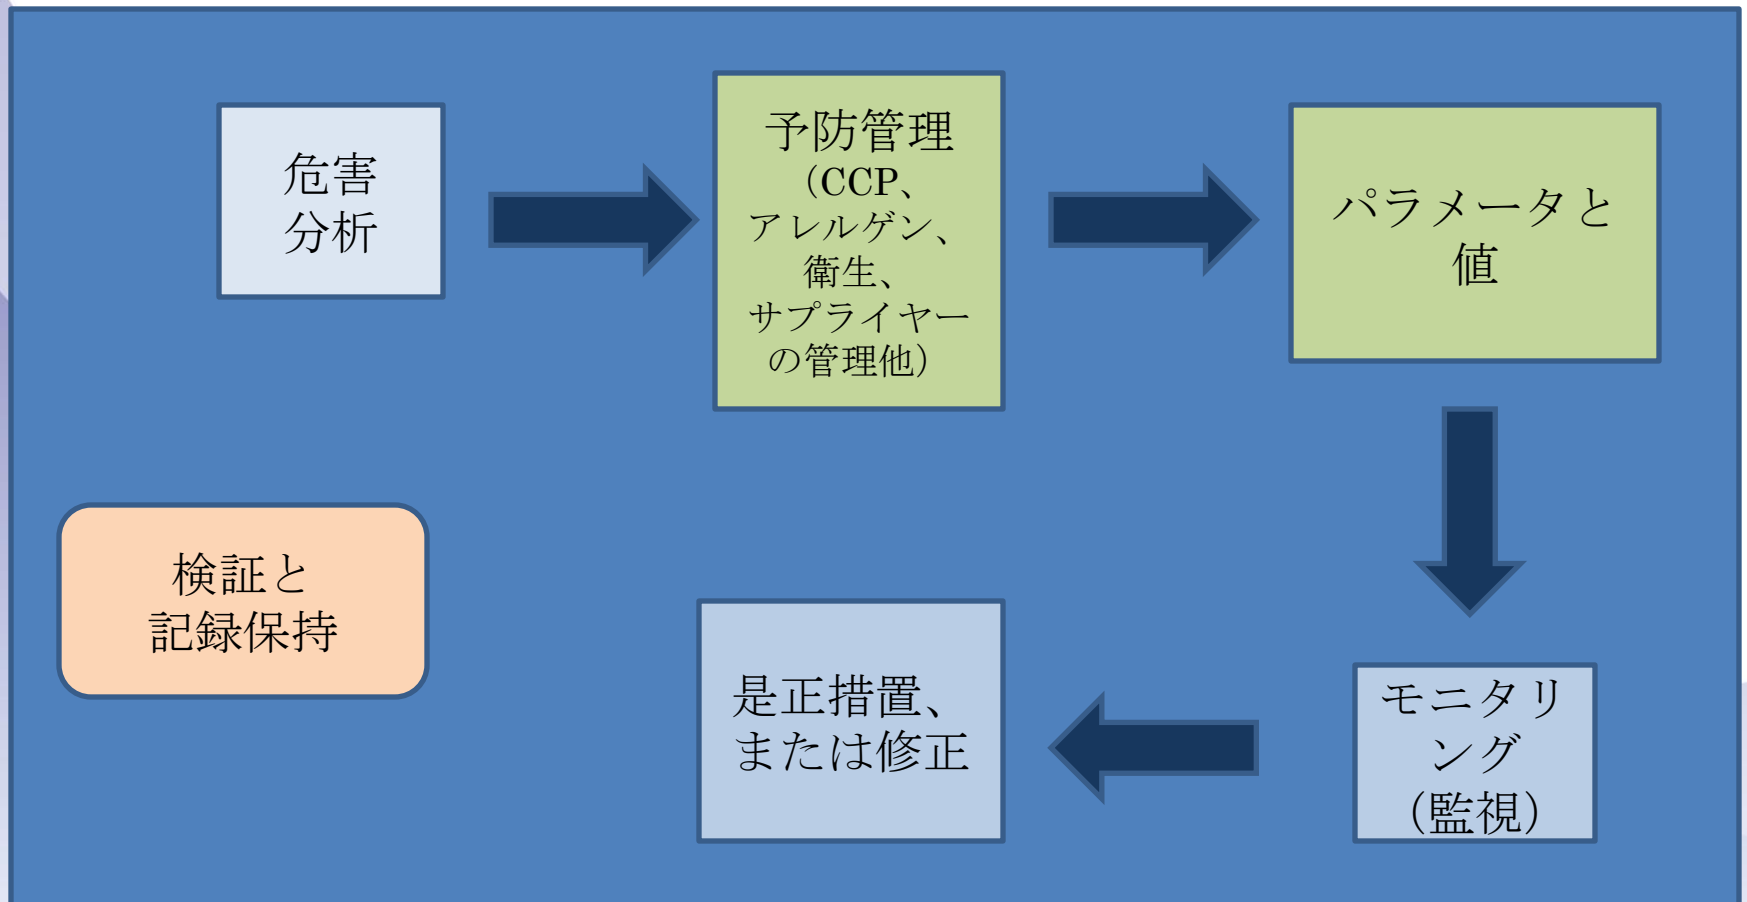 危害
分析
予防管理
（CCP、
アレルゲン、
衛生、
サプライヤー
の管理他）
パラメータと
値
検証と
記録保持
是正措置、
または修正
モニタリ
ング
（監視）